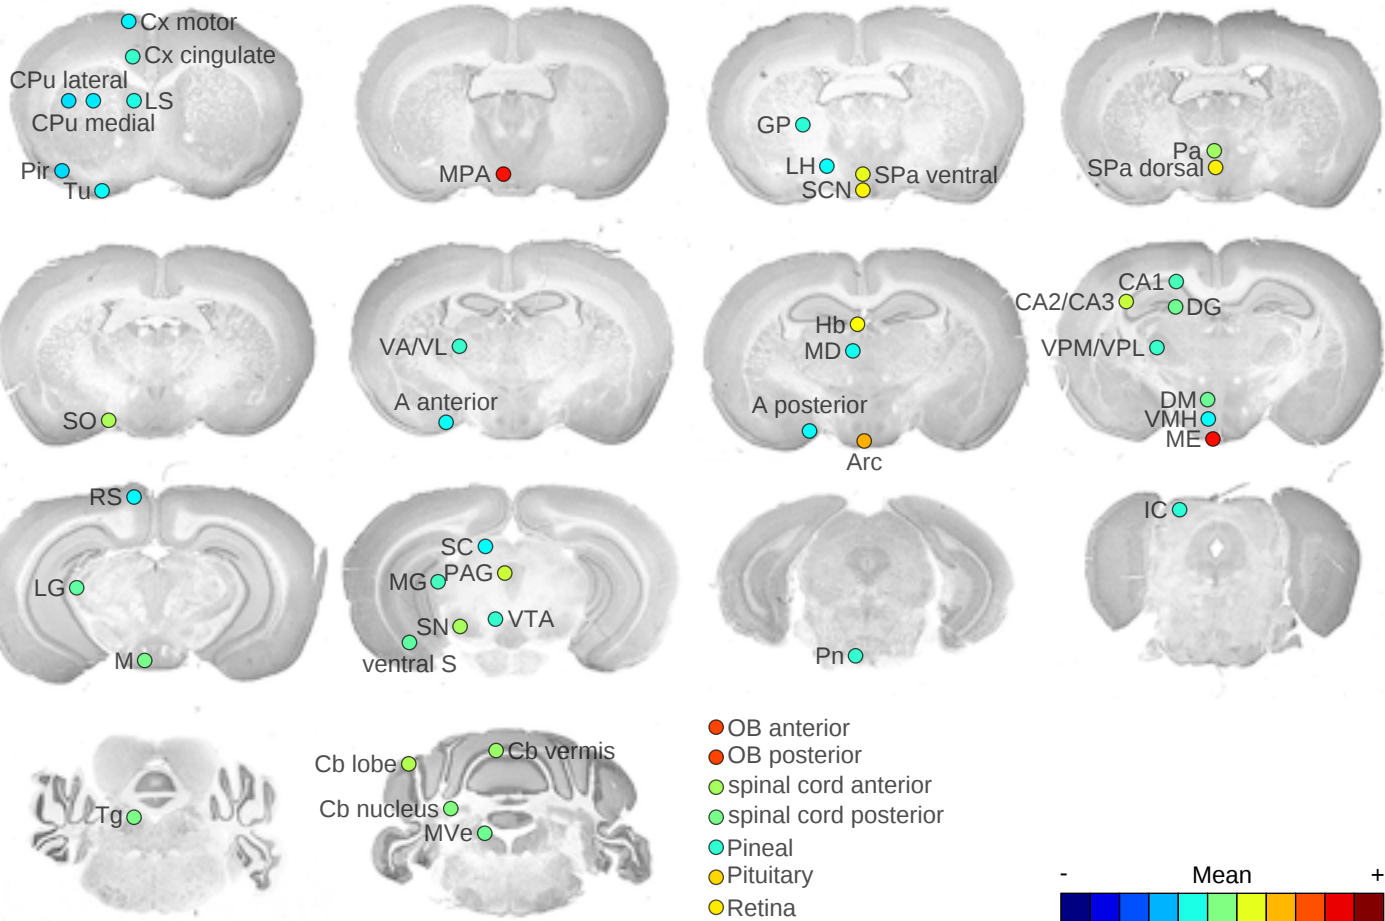 Cx motor
Cx cingulate
CPu lateral
LS
CPu medial
Pir
Tu
MPA
GP
LH
SPa ventral
SCN
Pa
SPa dorsal
SO
VA/VL
A anterior
Hb
MD
A posterior
Arc
CA1
CA2/CA3
DG
VPM/VPL
DM
VMH
ME
RS
LG
M
SC
MG
PAG
SN
VTA
ventral S
Pn
IC
Tg
Cb lobe
Cb vermis
Cb nucleus
MVe
OB anterior
OB posterior
spinal cord anterior
spinal cord posterior
Pineal
Pituitary
Retina
- Mean +